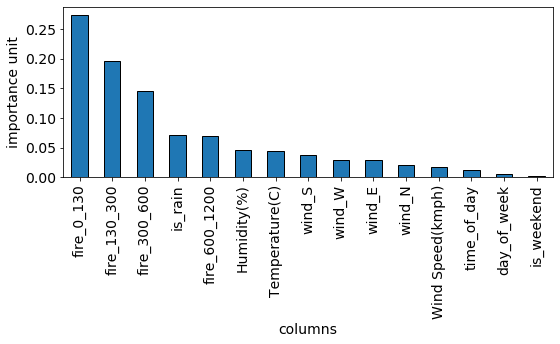 importance unit
0.25
0.20
0.15
0.10
0.05
0.00
fire_0_130
fire_130_300
fire_300_600
is_rain
fire_600_1200
Humidity(%)
Temperature(C)
wind_S
wind_W
wind_E
wind_N
Wind Speed(kmph)
time_of_day
day_of_week
is_weekend
columns